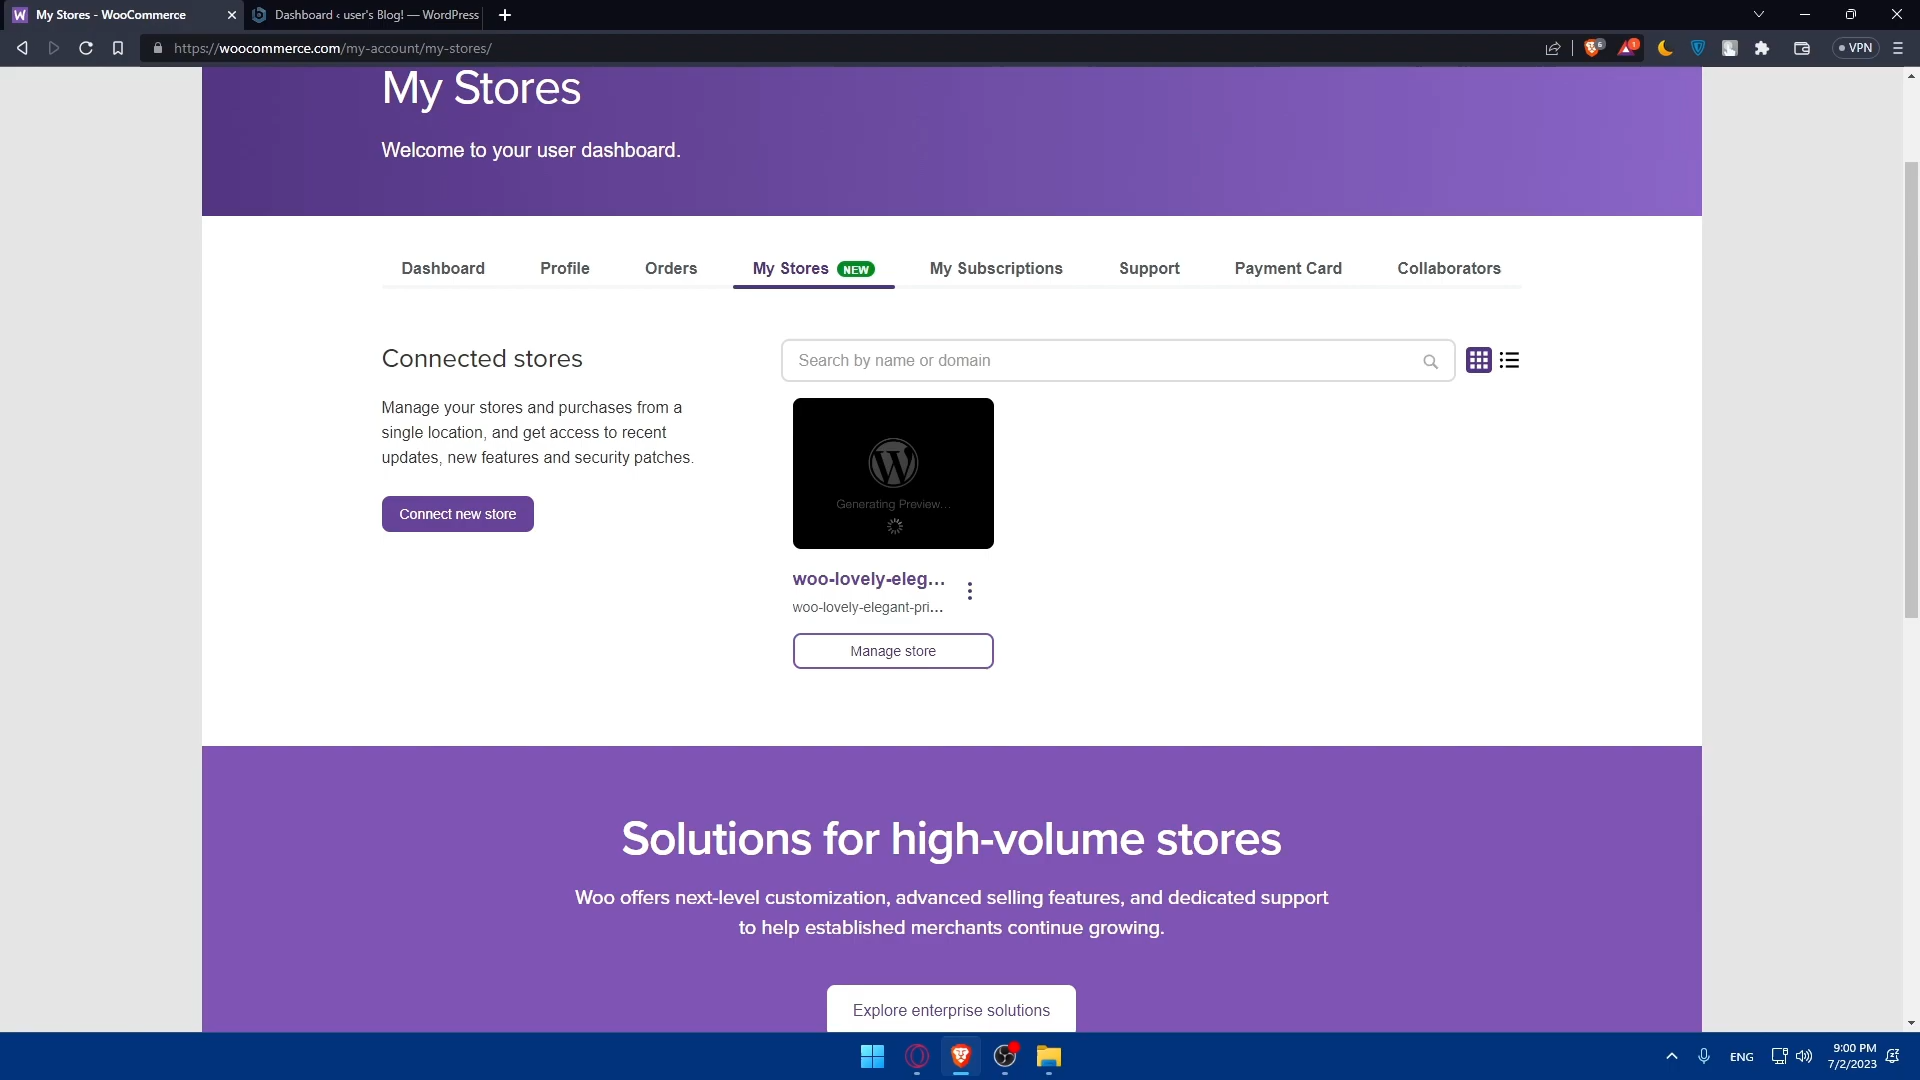 My Stores - WooCommerce
Dashboard ‹ user's Blog! — WordPress
https://woocommerce.com/my-account/my-stores/
6
1
VPN
My Stores
Welcome to your user dashboard.
Dashboard
Profile
Orders
My Stores NEW
My Subscriptions
Support
Payment Card
Collaborators
Connected stores
Search by name or domain
Manage your stores and purchases from a
single location, and get access to recent
updates, new features and security patches.
Connect new store
Generating Preview...
woo-lovely-eleg...
woo-lovely-elegant-pri...
Manage store
Solutions for high-volume stores
Woo offers next-level customization, advanced selling features, and dedicated support
to help established merchants continue growing.
Explore enterprise solutions
ENG
9:00 PM
7/2/2023